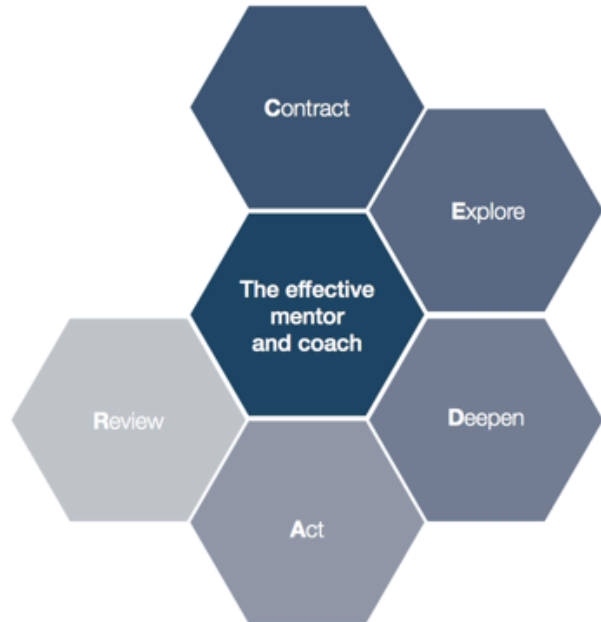 Contract
Explore
The effective
mentor
and coach
Deepen
Review
Act